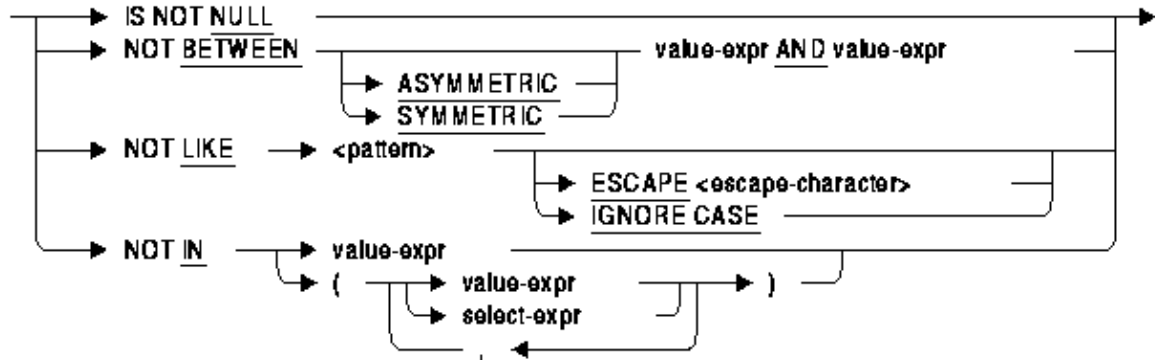 IS NOT NULL
NOT BETWEEN value-expr AND value-expr
ASYMMETRIC
SYMMETRIC
NOT LIKE <pattern>
ESCAPE <escape-character>
IGNORE CASE
NOT IN value-expr
( value-expr )
select-expr
,